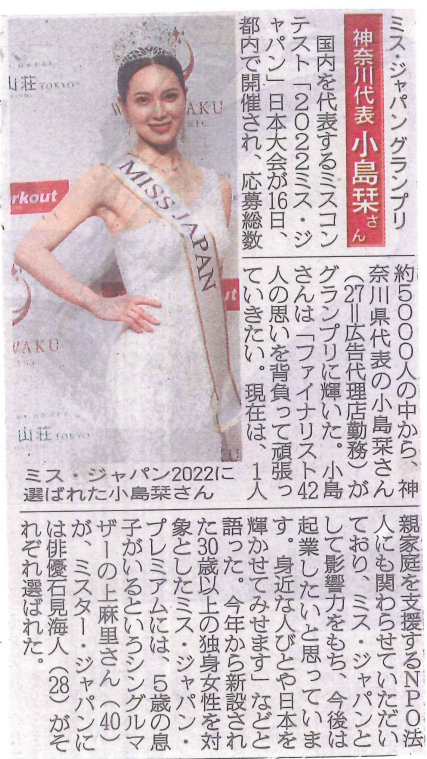 ミス・ジャパン グランプリ
神奈川代表 小島栞さん
国内を代表するミスコン
テスト「2022ミス・ジ
ャパン」日本大会が16日、
都内で開催され、応募総数
約5000人の中から、神
奈川県代表の小島栞さん
(27=広告代理店勤務)が
グランプリに輝いた。小島
さんは「ファイナリスト42
人の思いを背負って頑張っ
ていきたい。現在は、1人
親家庭を支援するNPO法
人にも関わらせていただい
ており、ミス・ジャパンと
して影響力をもち、今後は
起業したいと思っていま
す。身近な人びとや日本を
輝かせてみせます」などと
語った。今年から新設され
た30歳以上の独身女性を対
象としたミス・ジャパン・
プレミアムには、5歳の息
子がいるというシングルマ
ザーの上麻里さん(40)
が、ミスター・ジャパンに
は俳優石見海人(28)がそ
れぞれ選ばれた。
MISS JAPAN
山荘 TOKYO
rkout
AKU
山荘 TOKYO
ミス・ジャパン2022に
選ばれた小島栞さん